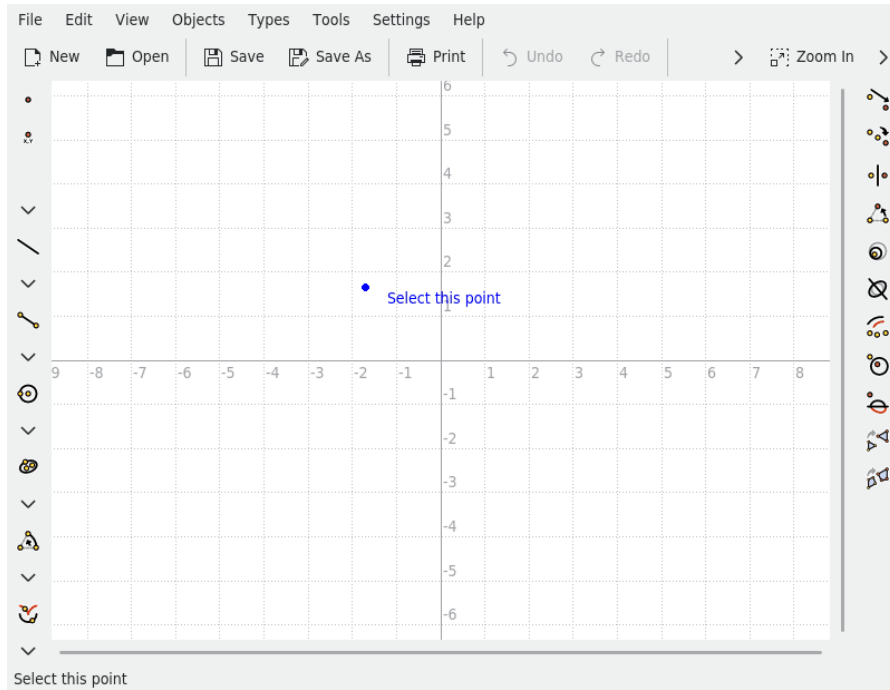 File Edit View Objects Types Tools Settings Help
New Open Save Save As Print Undo Redo Zoom In
X,Y
6
5
4
3
2
Select this point
1
9 -8 -7 -6 -5 -4 -3 -2 -1 1 2 3 4 5 6 7 8
-1
-2
-3
-4
-5
-6
Select this point